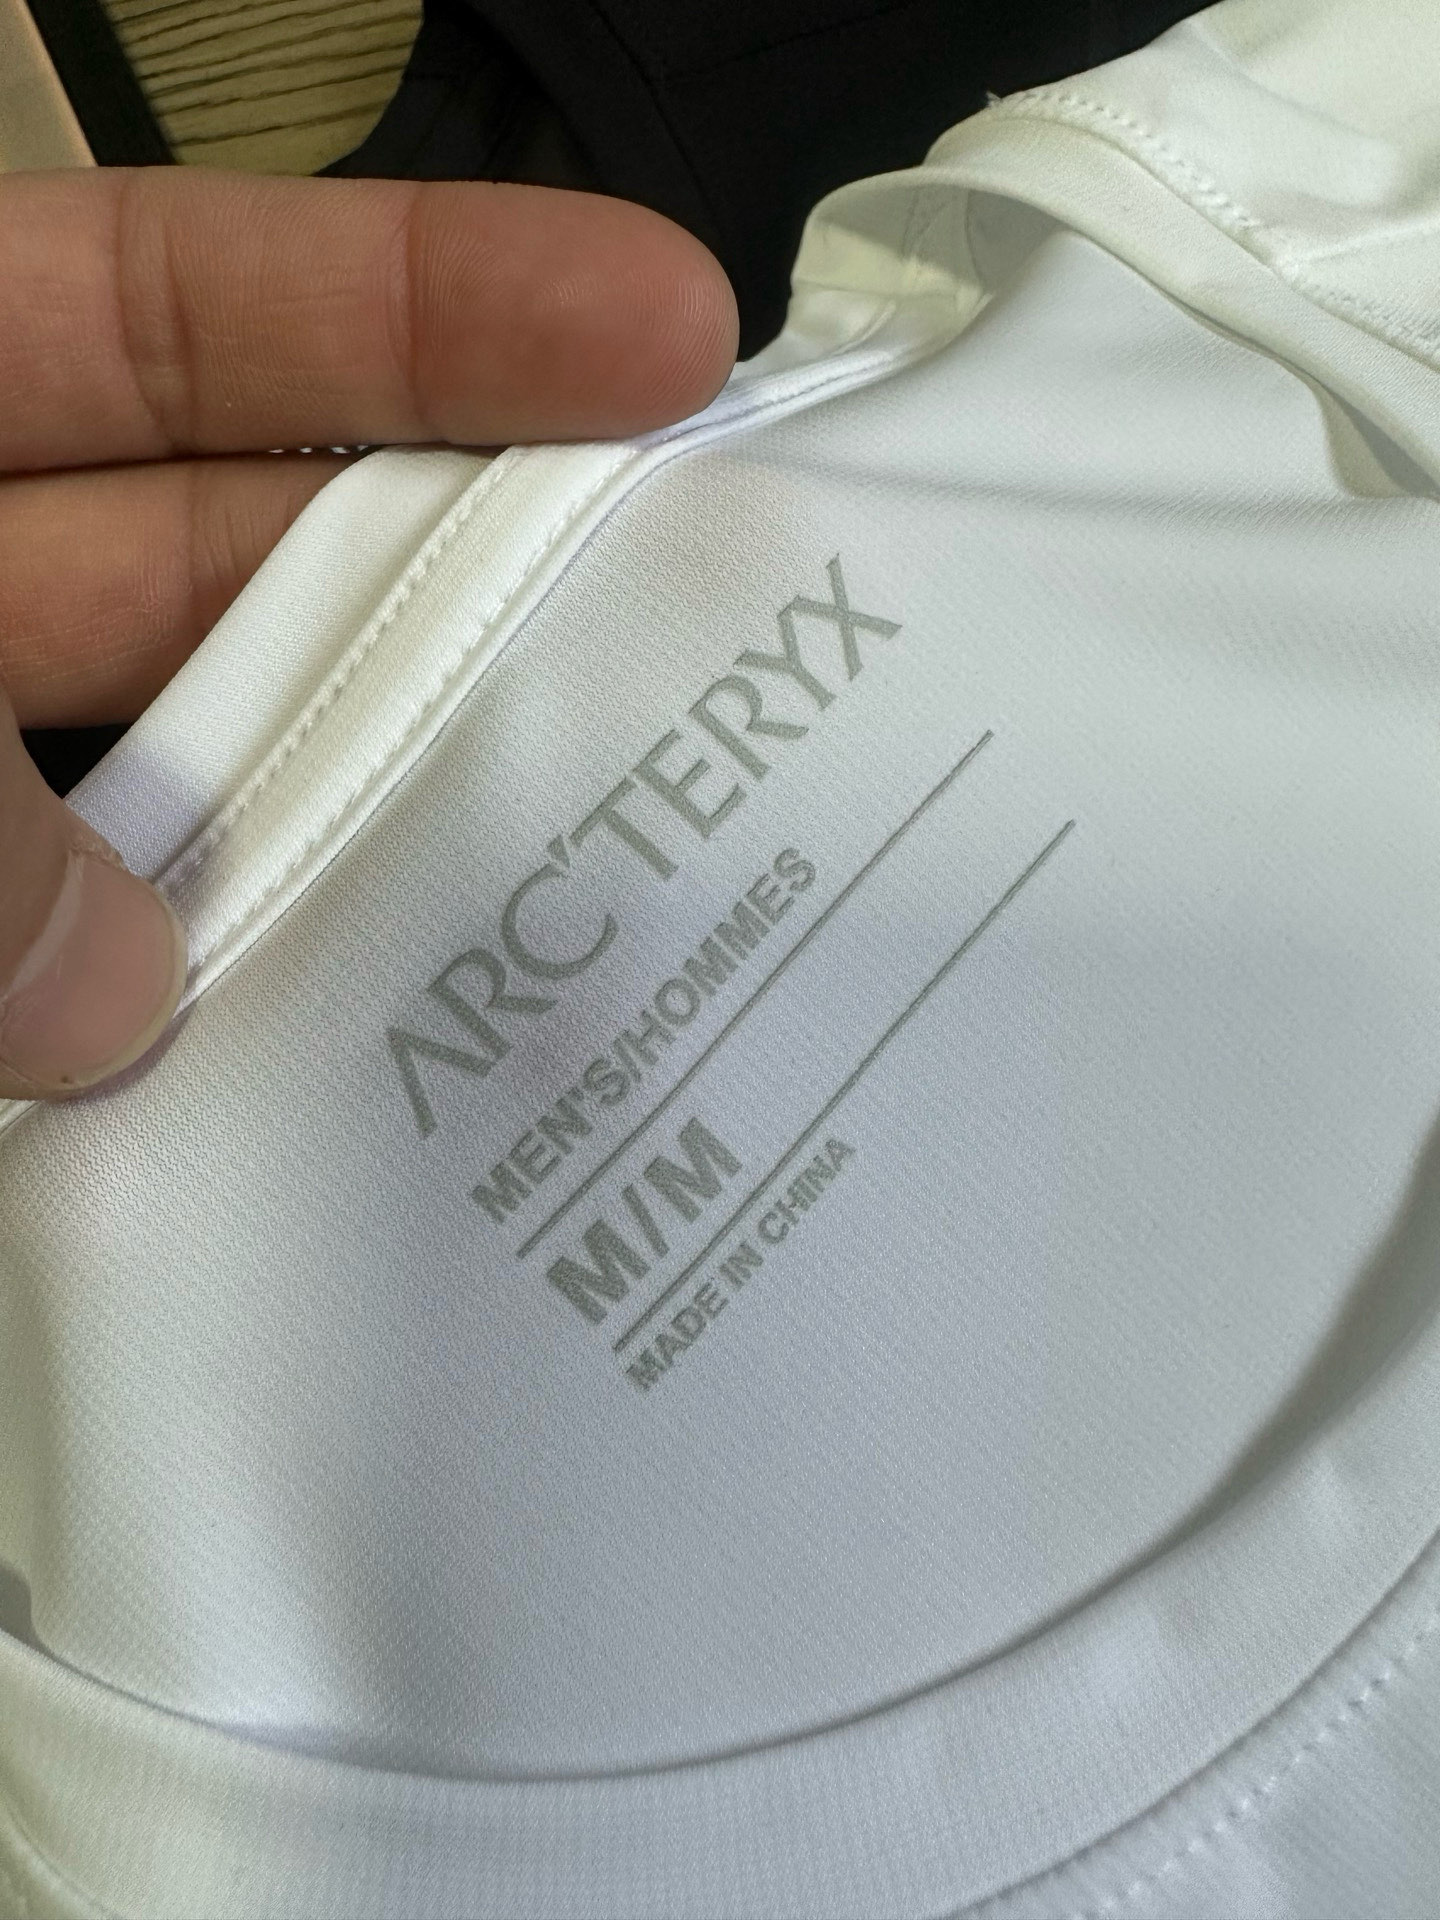 ARC'TERYX
MEN'S/HOMMES
M/M
MADE IN CHINA